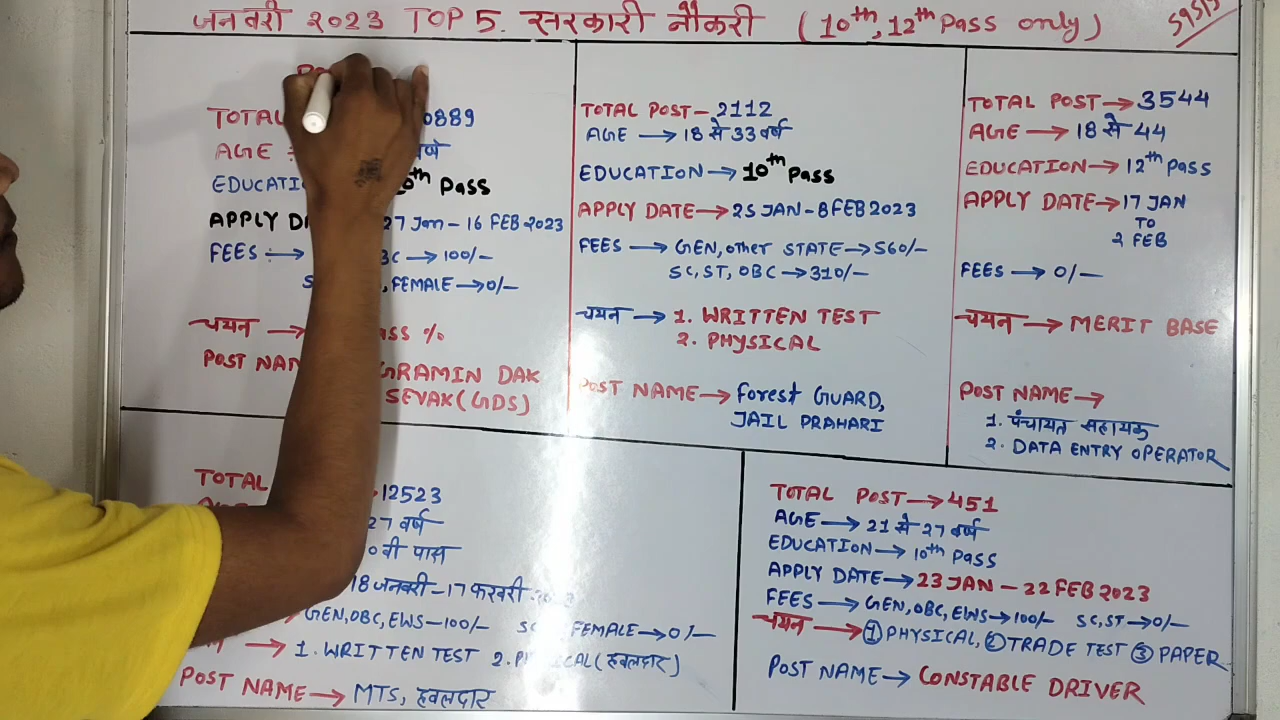 जनवरी 2023 TOP 5. सरकारी नौकरी (10th, 12th Pass only)
TOTAL 0889
AGE : वर्ष
EDUCATI 10th Pass
APPLY D 27 Jan - 16 FEB 2023
FEES :→ BC → 100/-
S , FEMALE → 0/-
चयन → ass %
POST NAM GRAMIN DAK
SEVAK (GDS)
TOTAL POST - 2112
AGE → 18 से 33 वर्ष
EDUCATION → 10th Pass
APPLY DATE → 25 JAN - 8 FEB 2023
FEES → GEN, other STATE → 560/-
SC, ST, OBC → 310/-
चयन → 1. WRITTEN TEST
2. PHYSICAL
POST NAME → forest GUARD,
JAIL PRAHARI
TOTAL POST → 3544
AGE → 18 से 44
EDUCATION → 12th Pass
APPLY DATE → 17 JAN
TO
2 FEB
FEES → 0/-
चयन → MERIT BASE
POST NAME →
1. पंचायत सहायक
2. DATA ENTRY OPERATOR
TOTAL 12523
27 वर्ष
0 वी पास
18 जनवरी - 17 फरवरी
GEN, OBC, EWS - 100/- SC FEMALE → 0/-
→ 1. WRITTEN TEST 2. P ICAL (हवलदार)
POST NAME → MTS, हवलदार
TOTAL POST → 451
AGE → 21 से 27 वर्ष
EDUCATION → 10th Pass
APPLY DATE → 23 JAN - 22 FEB 2023
FEES → GEN, OBC, EWS → 100/- SC, ST → 0/-
चयन → ① PHYSICAL, ② TRADE TEST ③ PAPER
POST NAME → CONSTABLE DRIVER